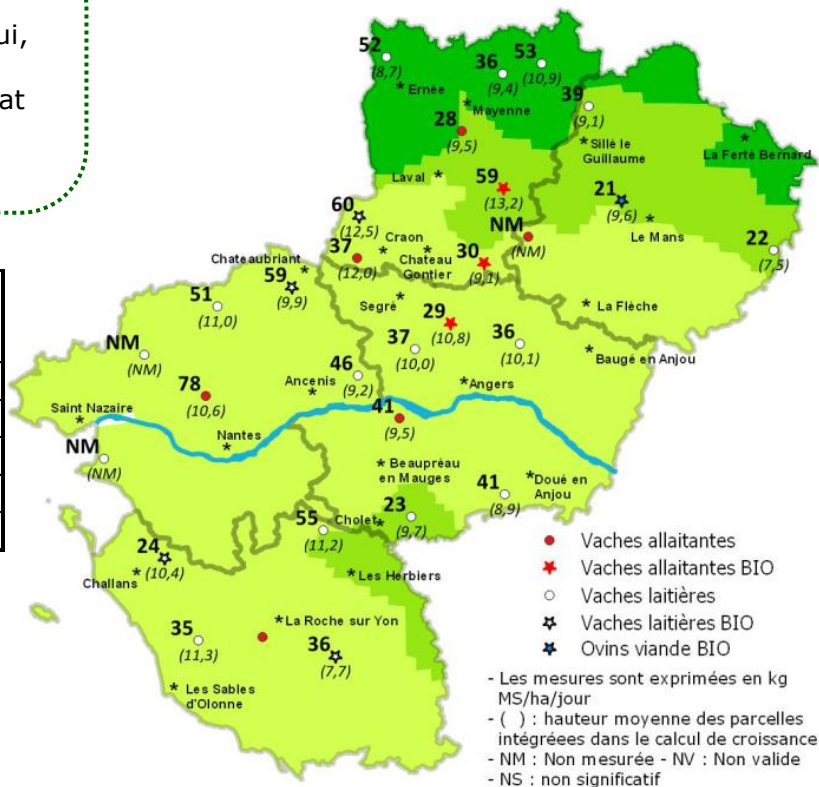 ui,
at
52
(8,7)
Ernée
36
(9,4)
53
(10,9)
Mayenne
39
(9,1)
28
(9,5)
Sillé le
Guillaume
La Ferté Bernard
Laval
59
(13,2)
21
(9,6)
Le Mans
60
(12,5)
NM
(NM)
22
(7,5)
37
(12,0)
Craon
Chateau
Gontier
30
(9,1)
Chateaubriant
59
(9,9)
La Flèche
51
(11,0)
Segré
29
(10,8)
37
(10,0)
36
(10,1)
Baugé en Anjou
NM
(NM)
78
(10,6)
46
(9,2)
Ancenis
Angers
41
(9,5)
Saint Nazaire
Nantes
NM
(NM)
Beaupréau
en Mauges
41
(8,9)
Doué en
Anjou
23
(9,7)
55
(11,2)
Cholet
24
(10,4)
Challans
Les Herbiers
35
(11,3)
La Roche sur Yon
36
(7,7)
Les Sables
d'Olonne
Vaches allaitantes
Vaches allaitantes BIO
Vaches laitières
Vaches laitières BIO
Ovins viande BIO
- Les mesures sont exprimées en kg
MS/ha/jour
- ( ) : hauteur moyenne des parcelles
intégréees dans le calcul de croissance
- NM : Non mesurée - NV : Non valide
- NS : non significatif